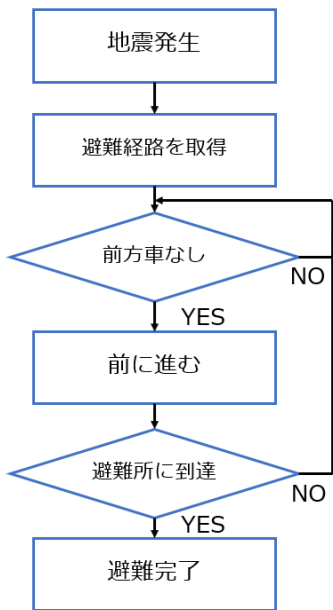 地震発生
避難経路を取得
前方車なし
NO
YES
前に進む
避難所に到達
NO
YES
避難完了